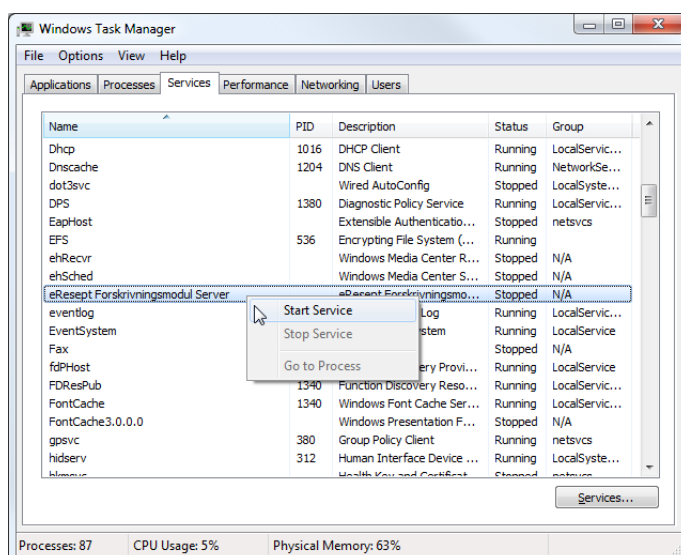 Windows Task Manager
File Options View Help
Applications Processes Services Performance Networking Users
Name PID Description Status Group
Dhcp 1016 DHCP Client Running LocalServic...
Dnscache 1204 DNS Client Running NetworkSe...
dot3svc Wired AutoConfig Stopped LocalSyste...
DPS 1380 Diagnostic Policy Service Running LocalServic...
EapHost Extensible Authenticatio... Stopped netsvcs
EFS 536 Encrypting File System (... Running
ehRecvr Windows Media Center R... Stopped N/A
ehSched Windows Media Center S... Stopped N/A
eResept Forskrivningsmodul Server eResept Forskrivningsmo... Stopped N/A
eventlog Start Service Log Running LocalServic...
EventSystem Stop Service stem Running LocalService
Fax Stopped N/A
fdPHost Go to Process ery Provi... Running LocalService
FDResPub 1340 Function Discovery Reso... Running LocalServic...
FontCache 1340 Windows Font Cache Ser... Running LocalServic...
FontCache3.0.0.0 Windows Presentation F... Stopped N/A
gpsvc 380 Group Policy Client Running netsvcs
hidserv 312 Human Interface Device ... Running LocalSyste...
hkmsvc Health Key and Certificat... Stopped netsvcs
Services...
Processes: 87 CPU Usage: 5% Physical Memory: 63%